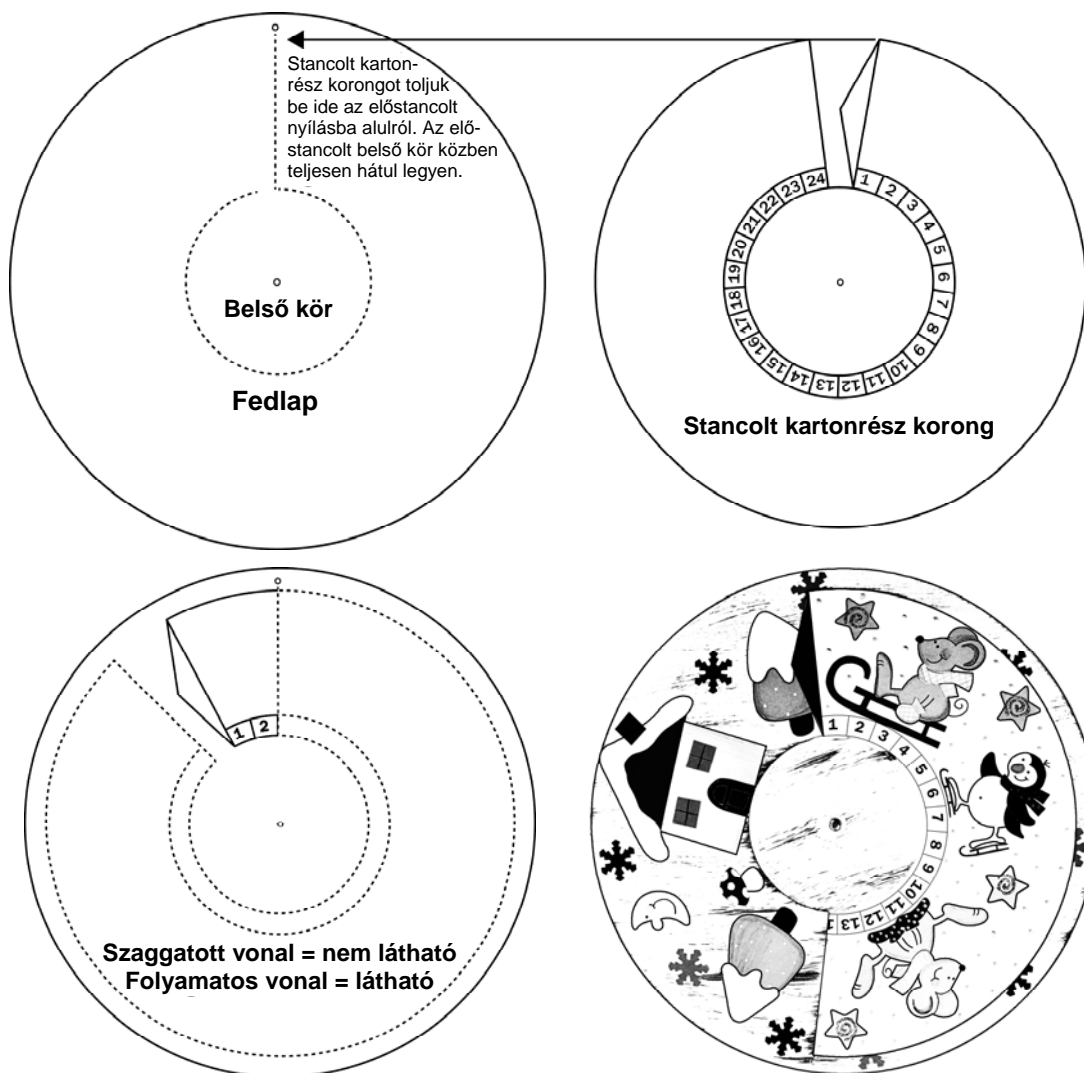 Stancolt karton-
rész korongot toljuk
be ide az előstancolt
nyílásba alulról. Az elő-
stancolt belső kör közben
teljesen hátul legyen.
Belső kör
Fedlap
1 2 3 4 5 6 7 8 9 10 11 12 13 14 15 16 17 18 19 20 21 22 23 24
Stancolt kartonrész korong
1 2
Szaggatott vonal = nem látható
Folyamatos vonal = látható
1 2 3 4 5 6 7 8 9 10 11 12 13 1